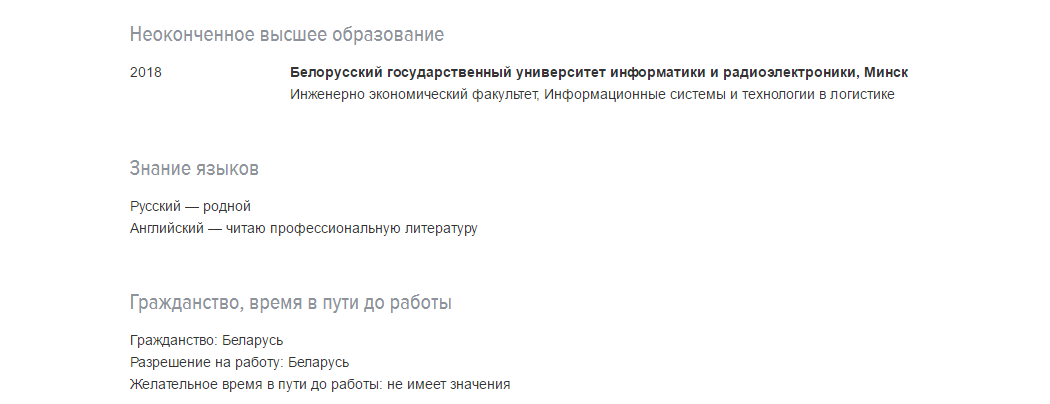 Неоконченное высшее образование
2018 Белорусский государственный университет информатики и радиоэлектроники, Минск
Инженерно экономический факультет, Информационные системы и технологии в логистике
Знание языков
Русский — родной
Английский — читаю профессиональную литературу
Гражданство, время в пути до работы
Гражданство: Беларусь
Разрешение на работу: Беларусь
Желательное время в пути до работы: не имеет значения